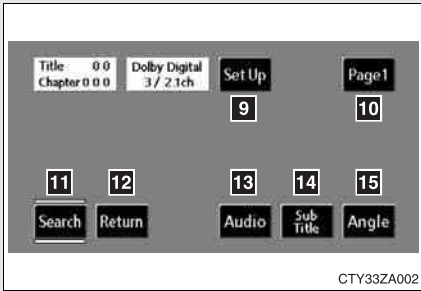 Title 0 0
Chapter 0 0 0
Dolby Digital
3 / 2.1ch
Set Up
Page1
9
10
11
12
13
14
15
Search
Return
Audio
Sub
Title
Angle
CTY33ZA002